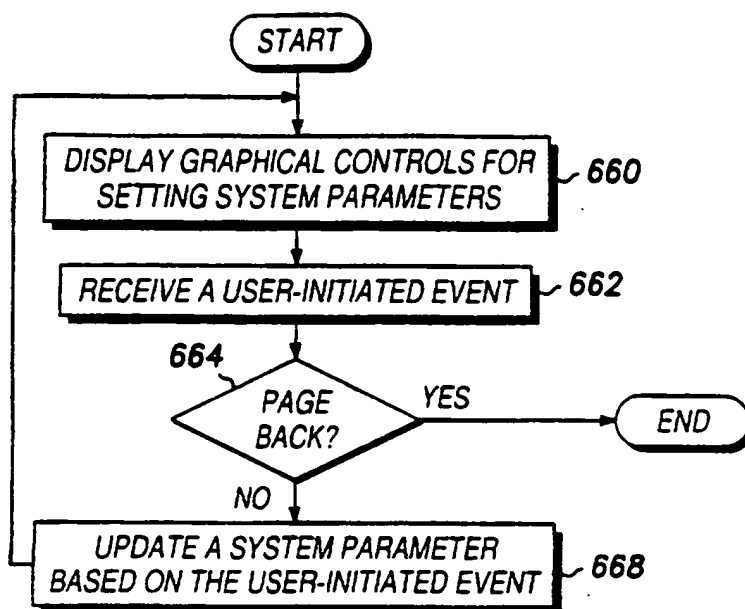 START
DISPLAY GRAPHICAL CONTROLS FOR
SETTING SYSTEM PARAMETERS
660
RECEIVE A USER-INITIATED EVENT
662
664
PAGE
BACK?
YES
END
NO
UPDATE A SYSTEM PARAMETER
BASED ON THE USER-INITIATED EVENT
668